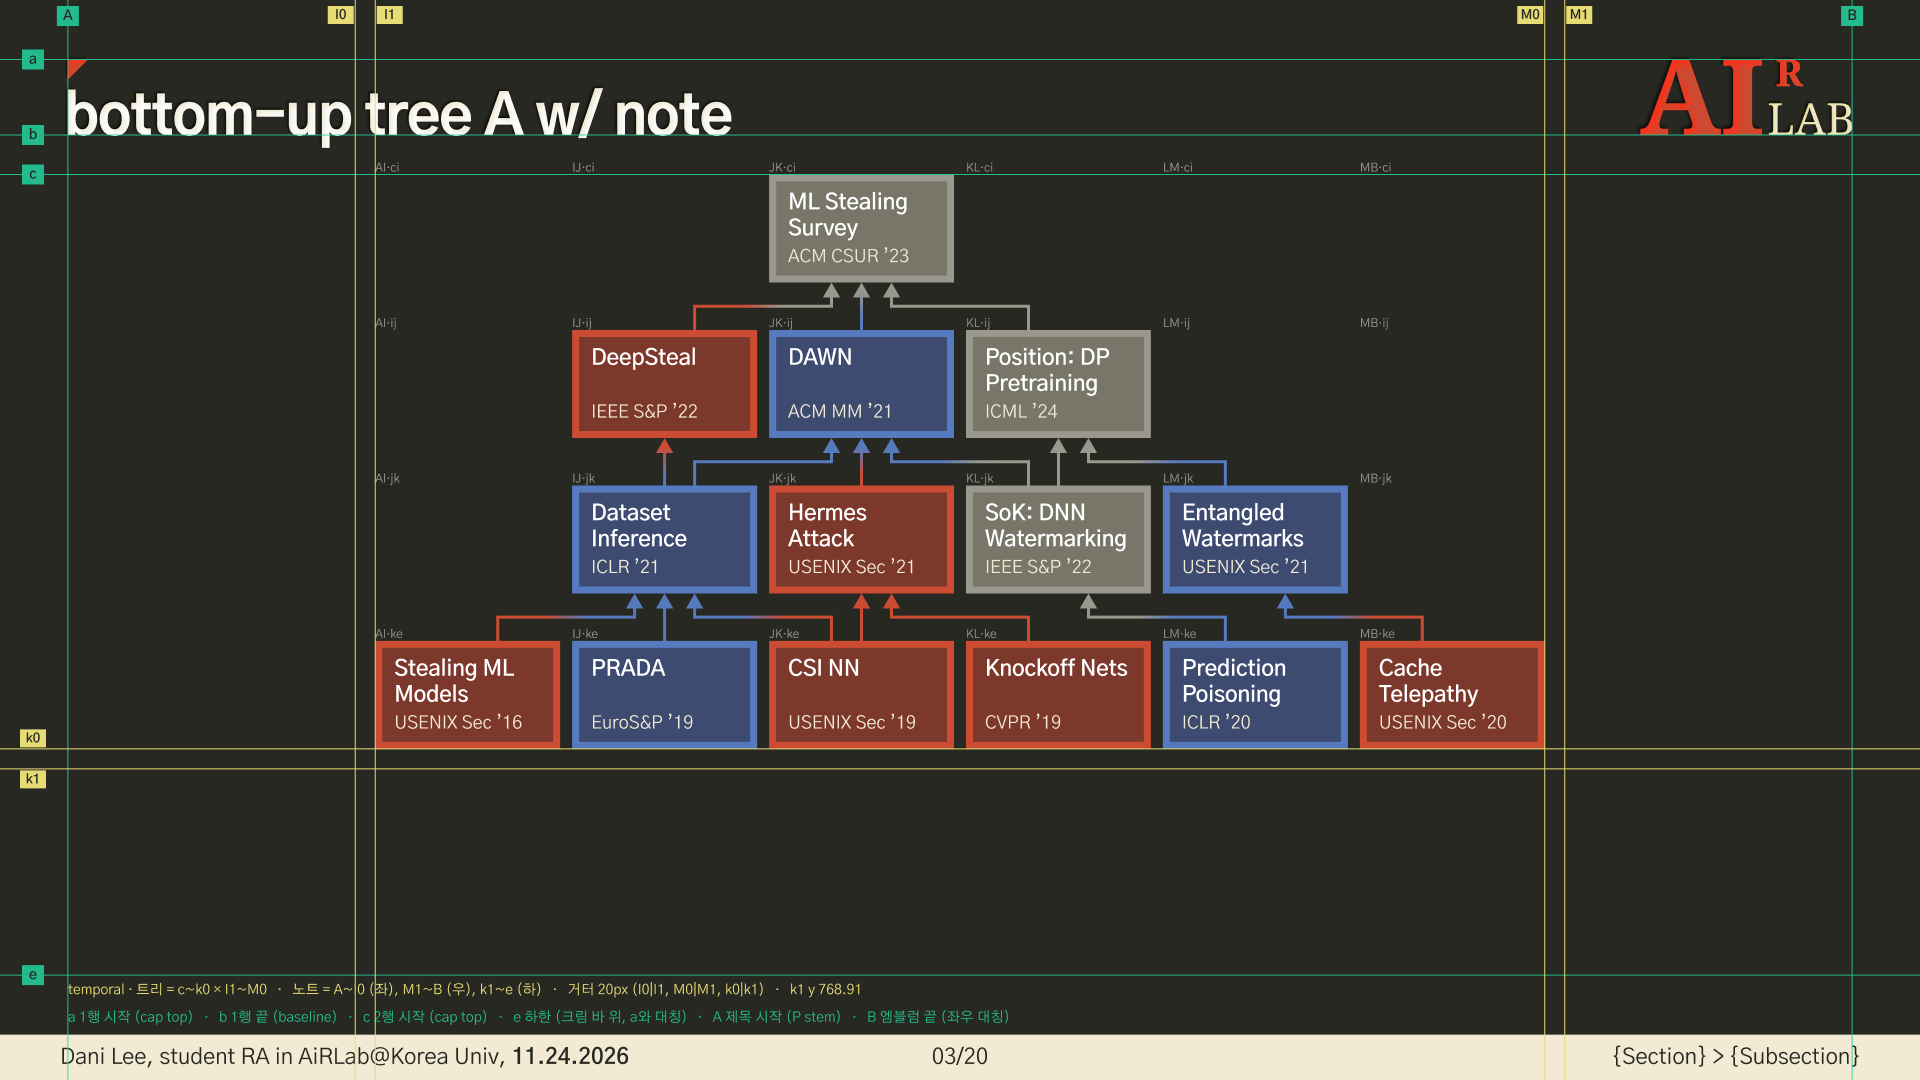 A
I0
I1
M0
M1
B
a
AI R LAB
bottom-up tree A w/ note
b
c
AI·ci
IJ·ci
JK·ci
KL·ci
LM·ci
MB·ci
ML Stealing
Survey
ACM CSUR ’23
AI·ij
IJ·ij
JK·ij
KL·ij
LM·ij
MB·ij
DeepSteal
IEEE S&P ’22
DAWN
ACM MM ’21
Position: DP
Pretraining
ICML ’24
AI·jk
IJ·jk
JK·jk
KL·jk
LM·jk
MB·jk
Dataset
Inference
ICLR ’21
Hermes
Attack
USENIX Sec ’21
SoK: DNN
Watermarking
IEEE S&P ’22
Entangled
Watermarks
USENIX Sec ’21
AI·ke
IJ·ke
JK·ke
KL·ke
LM·ke
MB·ke
Stealing ML
Models
USENIX Sec ’16
PRADA
EuroS&P ’19
CSI NN
USENIX Sec ’19
Knockoff Nets
CVPR ’19
Prediction
Poisoning
ICLR ’20
Cache
Telepathy
USENIX Sec ’20
k0
k1
e
temporal · 트리 = c~k0 × I1~M0 · 노트 = A~I0 (좌), M1~B (우), k1~e (하) · 거터 20px (I0|I1, M0|M1, k0|k1) · k1 y 768.91
a 1행 시작 (cap top) · b 1행 끝 (baseline) · c 2행 시작 (cap top) · e 하한 (크림 바 위, a와 대칭) · A 제목 시작 (P stem) · B 엠블럼 끝 (좌우 대칭)
Dani Lee, student RA in AiRLab@Korea Univ, 11.24.2026
03/20
{Section} > {Subsection}